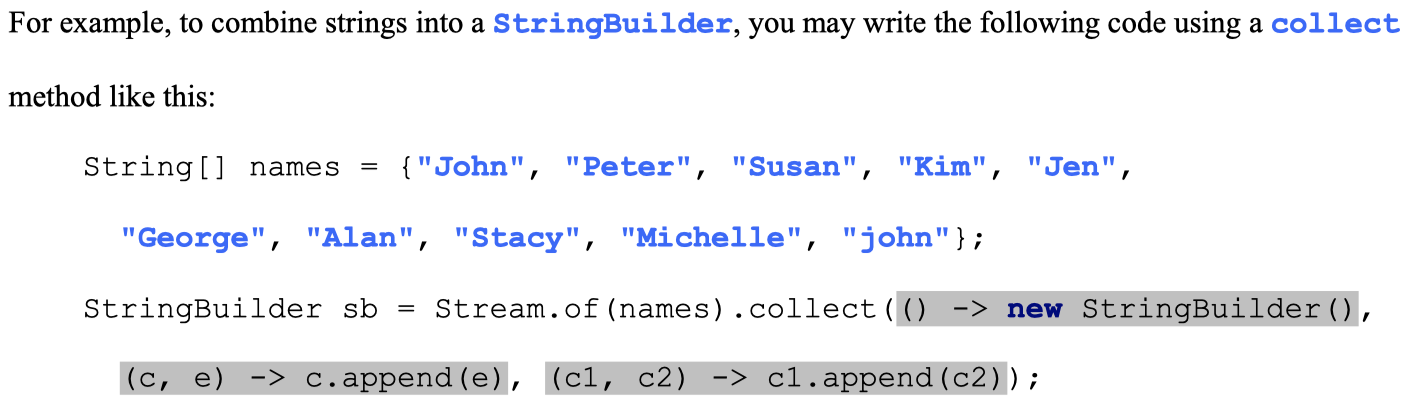 For example, to combine strings into a StringBuilder, you may write the following code using a collect
method like this:
String[] names = {"John", "Peter", "Susan", "Kim", "Jen",
"George", "Alan", "Stacy", "Michelle", "john"};
StringBuilder sb = Stream.of(names).collect(() -> new StringBuilder(),
(c, e) -> c.append(e), (c1, c2) -> c1.append(c2));